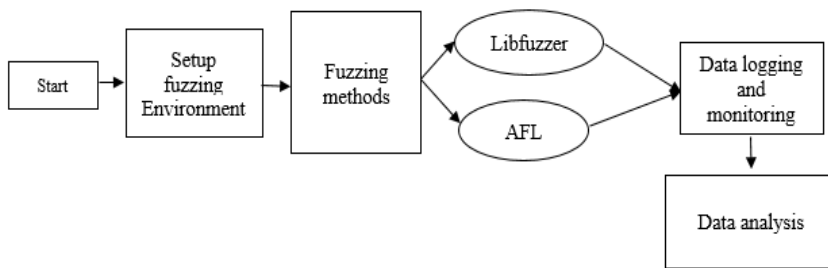 Start
Setup
fuzzing
Environment
Fuzzing
methods
Libfuzzer
AFL
Data logging
and
monitoring
Data analysis